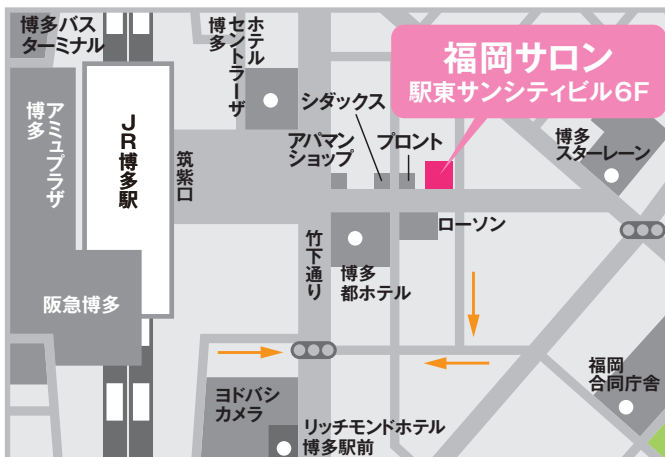 博多バス
ターミナル
ホテル
セントラーザ
博多
福岡サロン
駅東サンシティビル6F
アミュプラザ
博多
JR博多駅
筑紫口
シダックス
アパマン
ショップ
プロント
博多
スターレーン
ローソン
竹下通り
博多
都ホテル
阪急博多
ヨドバシ
カメラ
リッチモンドホテル
博多駅前
福岡
合同庁舎